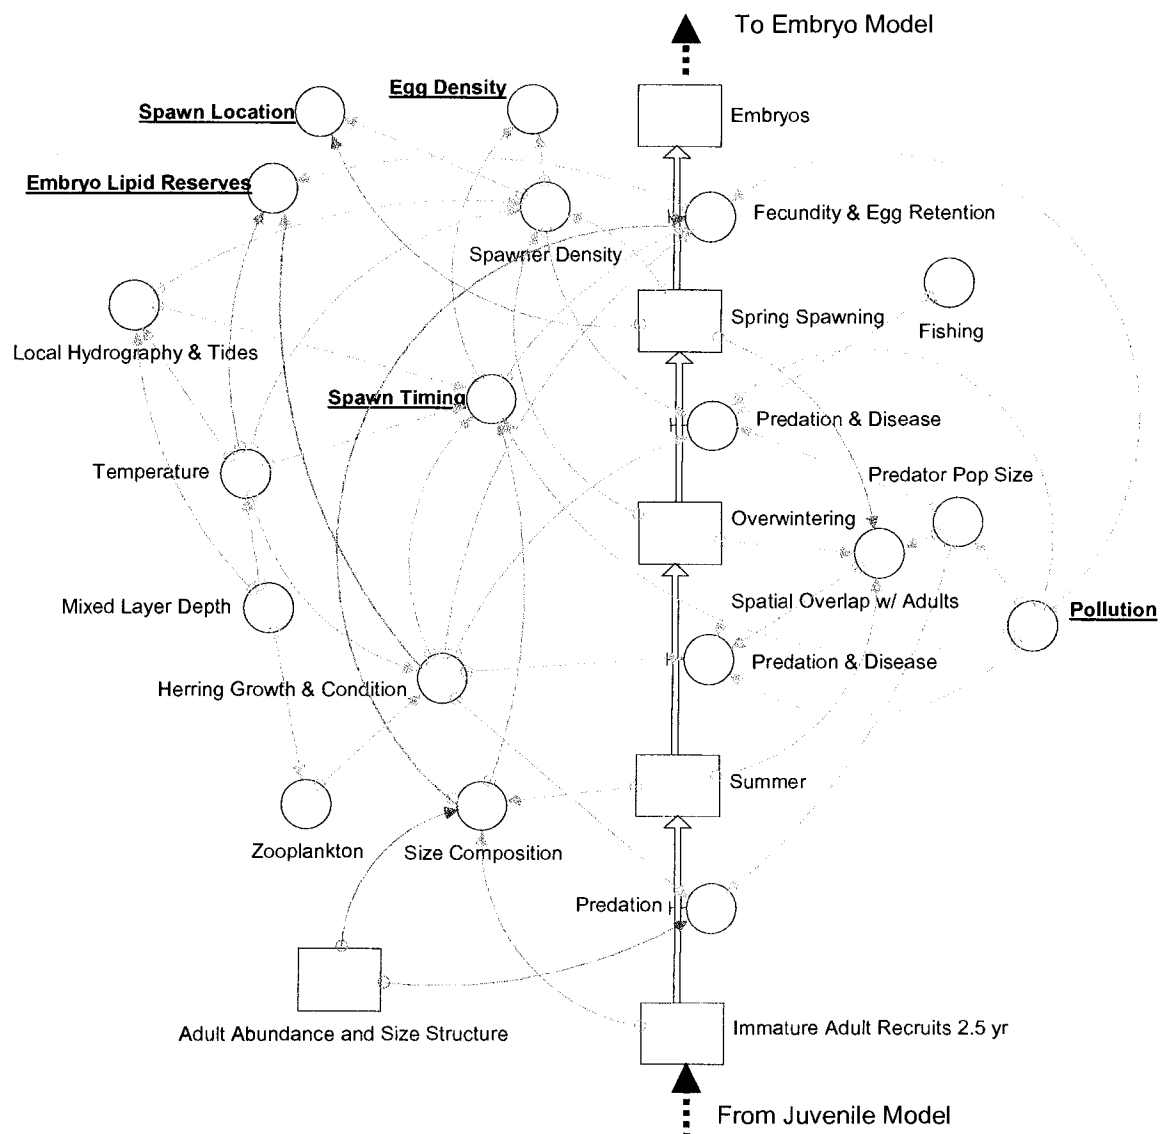 To Embryo Model
Egg Density
Spawn Location
Embryos
Embryo Lipid Reserves
Fecundity & Egg Retention
Spawner Density
Spring Spawning
Fishing
Local Hydrography & Tides
Spawn Timing
Predation & Disease
Temperature
Predator Pop Size
Overwintering
Mixed Layer Depth
Spatial Overlap w/ Adults
Pollution
Herring Growth & Condition
Predation & Disease
Summer
Zooplankton
Size Composition
Predation
Adult Abundance and Size Structure
Immature Adult Recruits 2.5 yr
From Juvenile Model